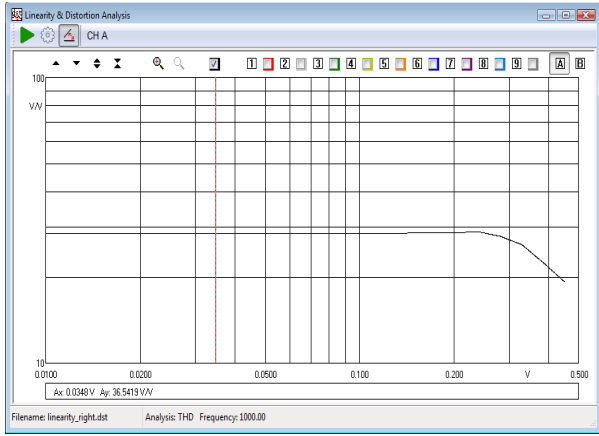 Linearity & Distortion Analysis
CH A
1 2 3 4 5 6 7 8 9 A B
100
V/V
10
0.0100 0.0200 0.0500 0.100 0.200 V 0.500
Ax: 0.0348 V Ay: 36.5419 V/V
Filename: linearity_right.dst Analysis: THD Frequency: 1000.00